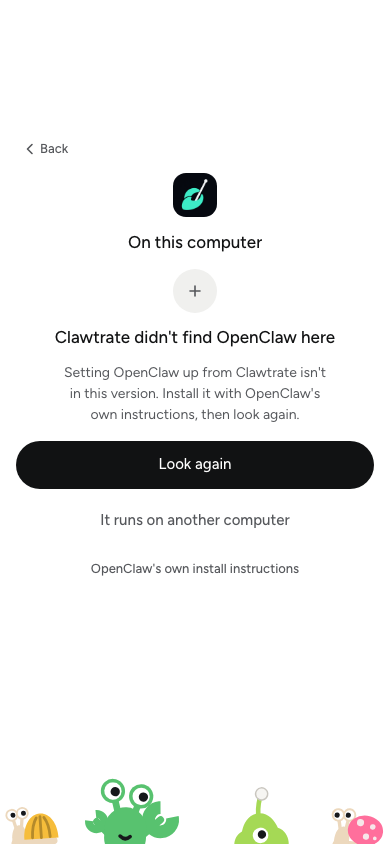 Back
On this computer
Clawtrate didn't find OpenClaw here
Setting OpenClaw up from Clawtrate isn't
in this version. Install it with OpenClaw's
own instructions, then look again.
Look again
It runs on another computer
OpenClaw's own install instructions